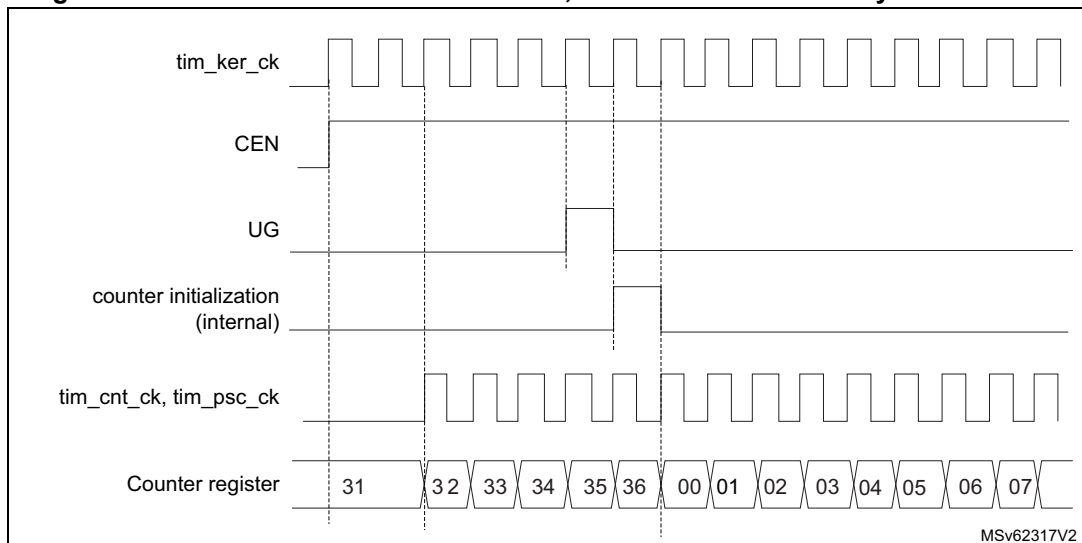 tim_ker_ck
CEN
UG
counter initialization
(internal)
tim_cnt_ck, tim_psc_ck
Counter register 31 32 33 34 35 36 00 01 02 03 04 05 06 07
MSv62317V2